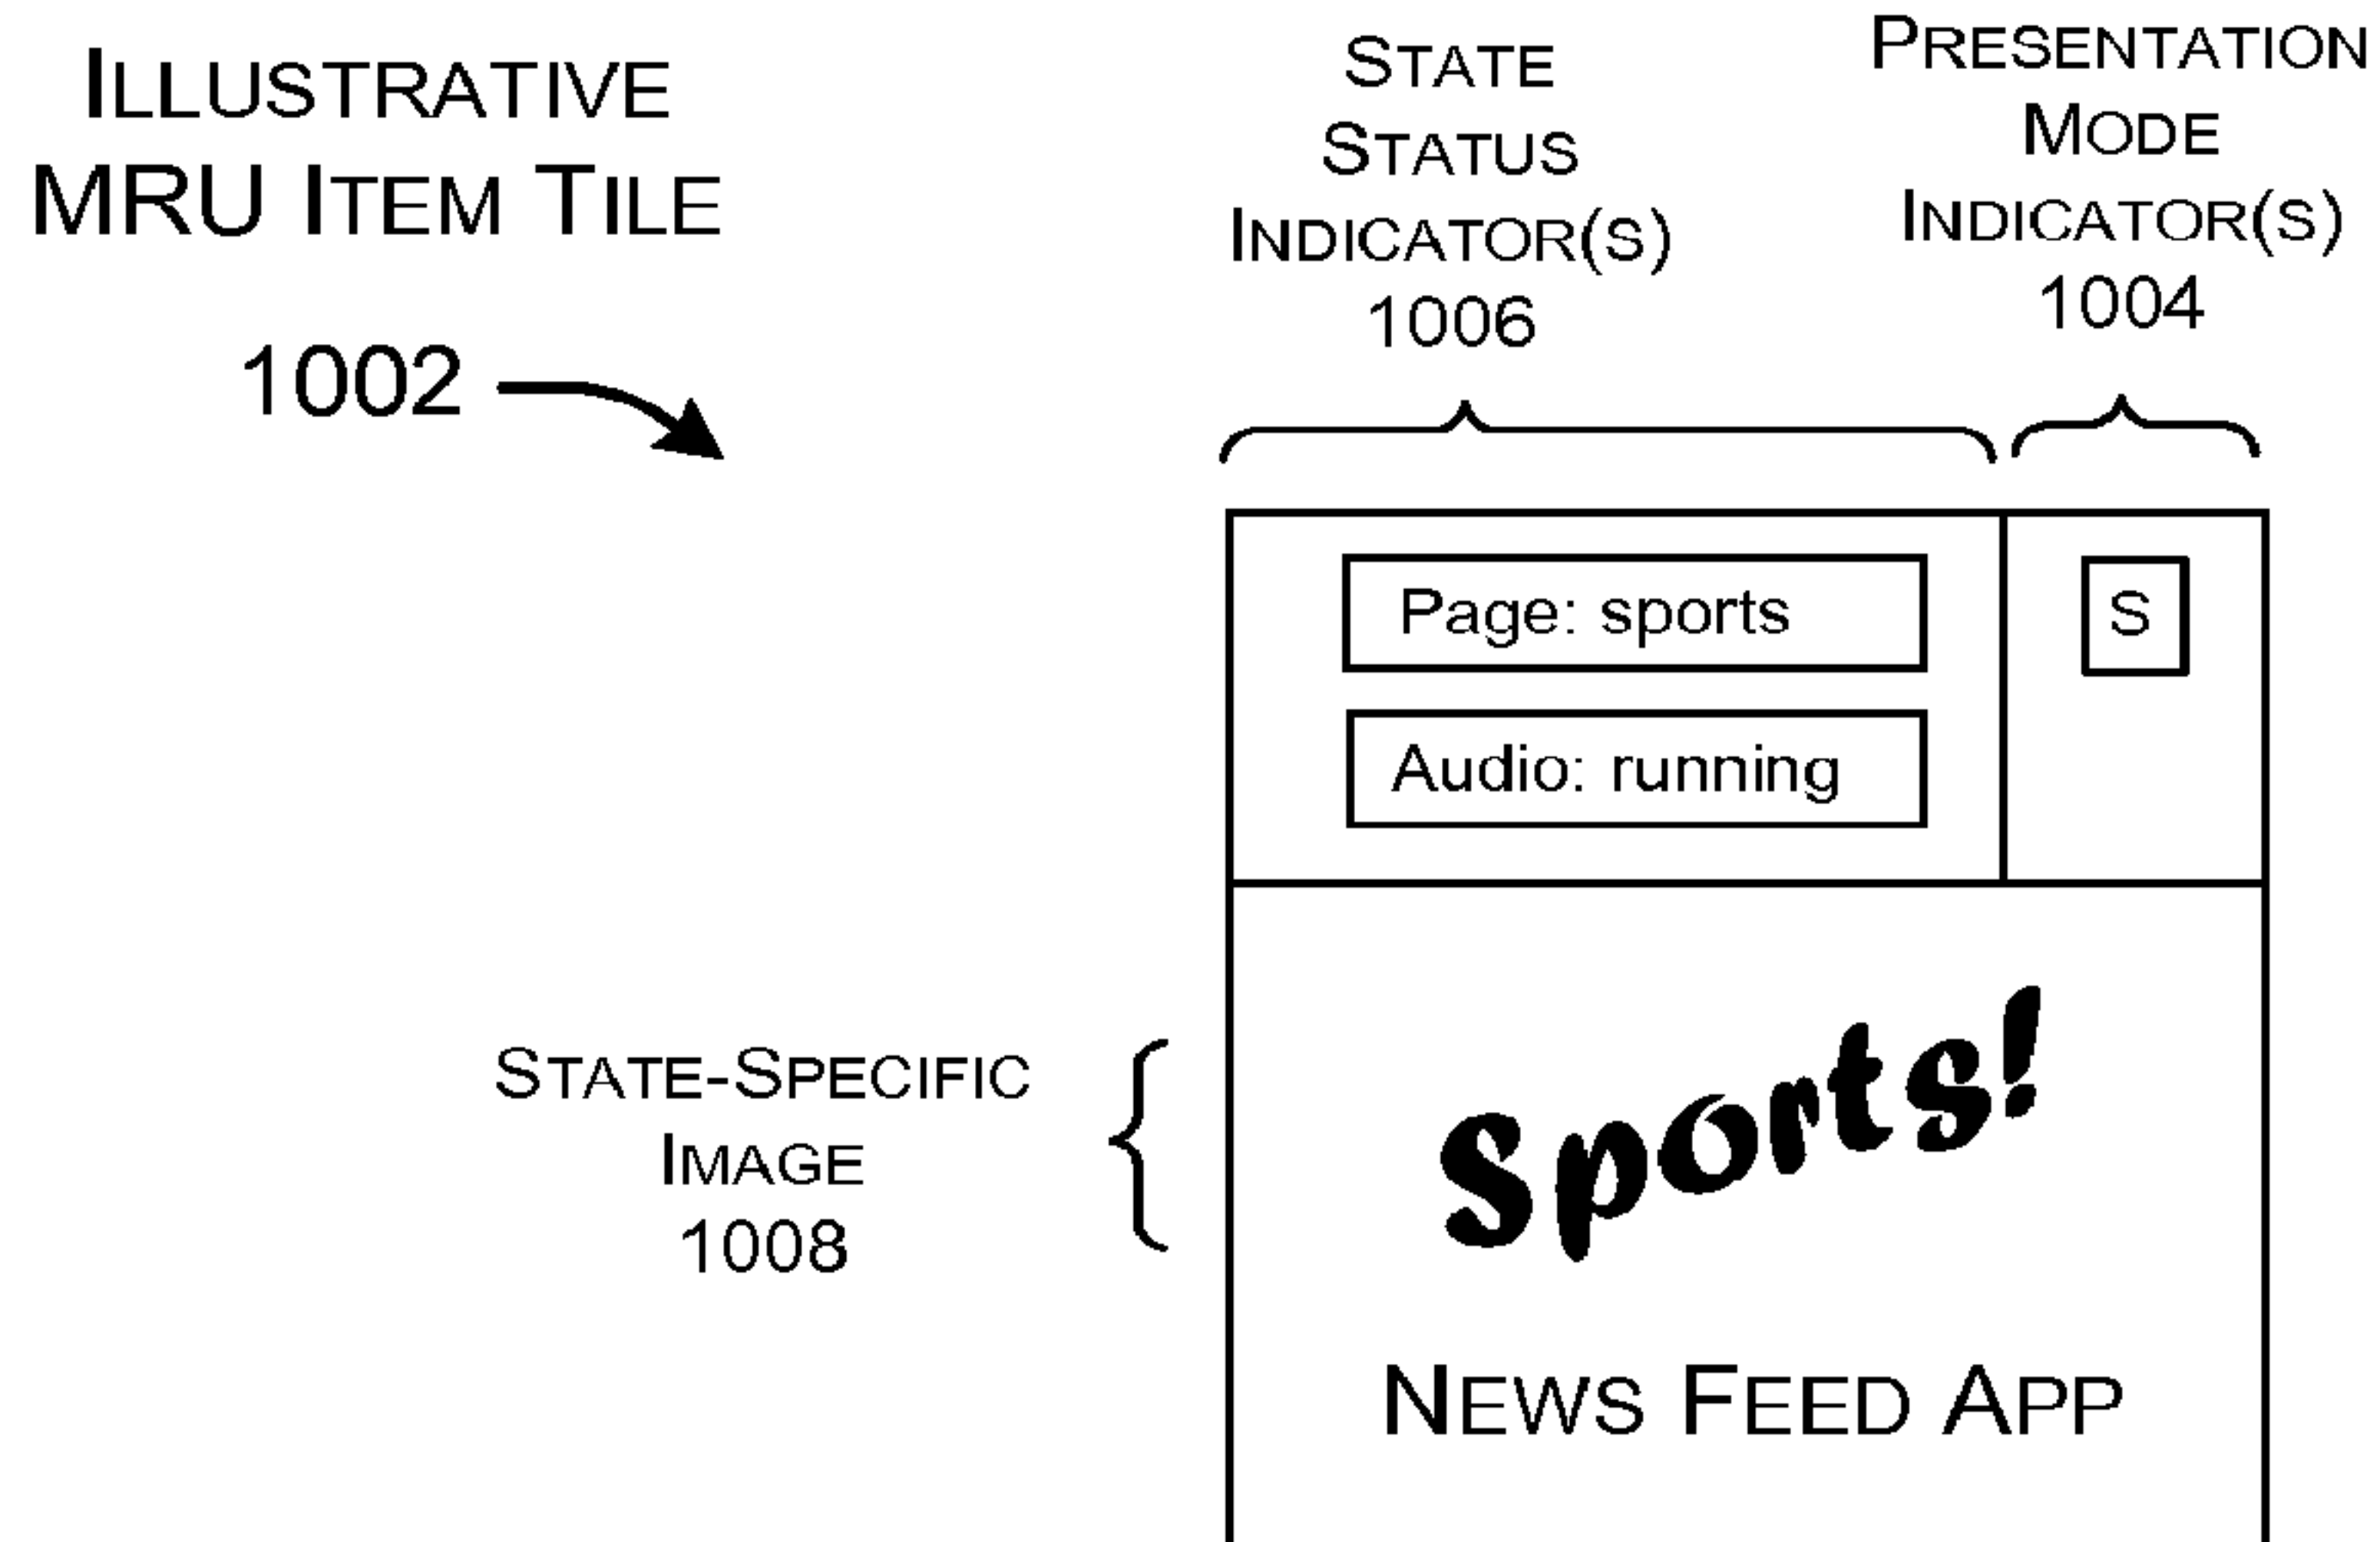 ILLUSTRATIVE
MRU ITEM TILE
1002
STATE
STATUS
INDICATOR(S)
1006
PRESENTATION
MODE
INDICATOR(S)
1004
Page: sports
S
Audio: running
STATE-SPECIFIC
IMAGE
1008
Sports!
NEWS FEED APP